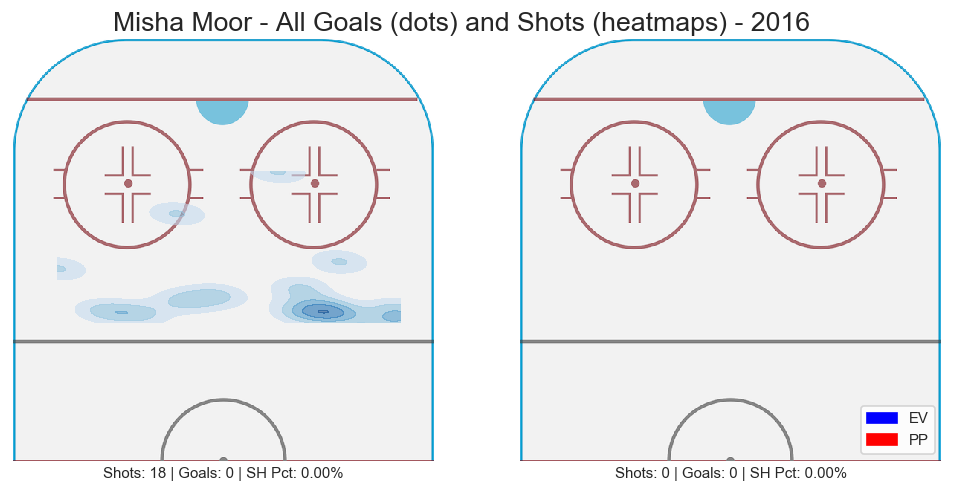 Misha Moor - All Goals (dots) and Shots (heatmaps) - 2016
EV
PP
Shots: 18 | Goals: 0 | SH Pct: 0.00%
Shots: 0 | Goals: 0 | SH Pct: 0.00%